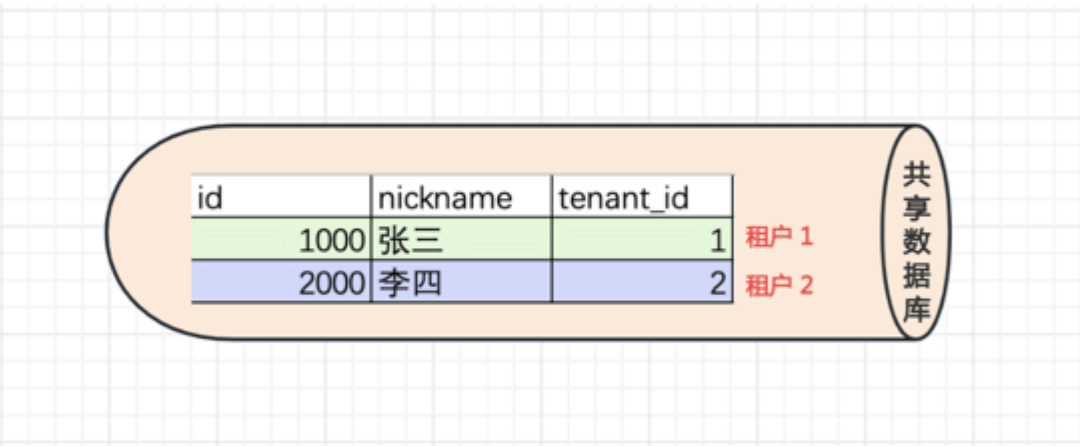 id nickname tenant_id
1000 张三 1 租户 1
2000 李四 2 租户 2
共享数据库